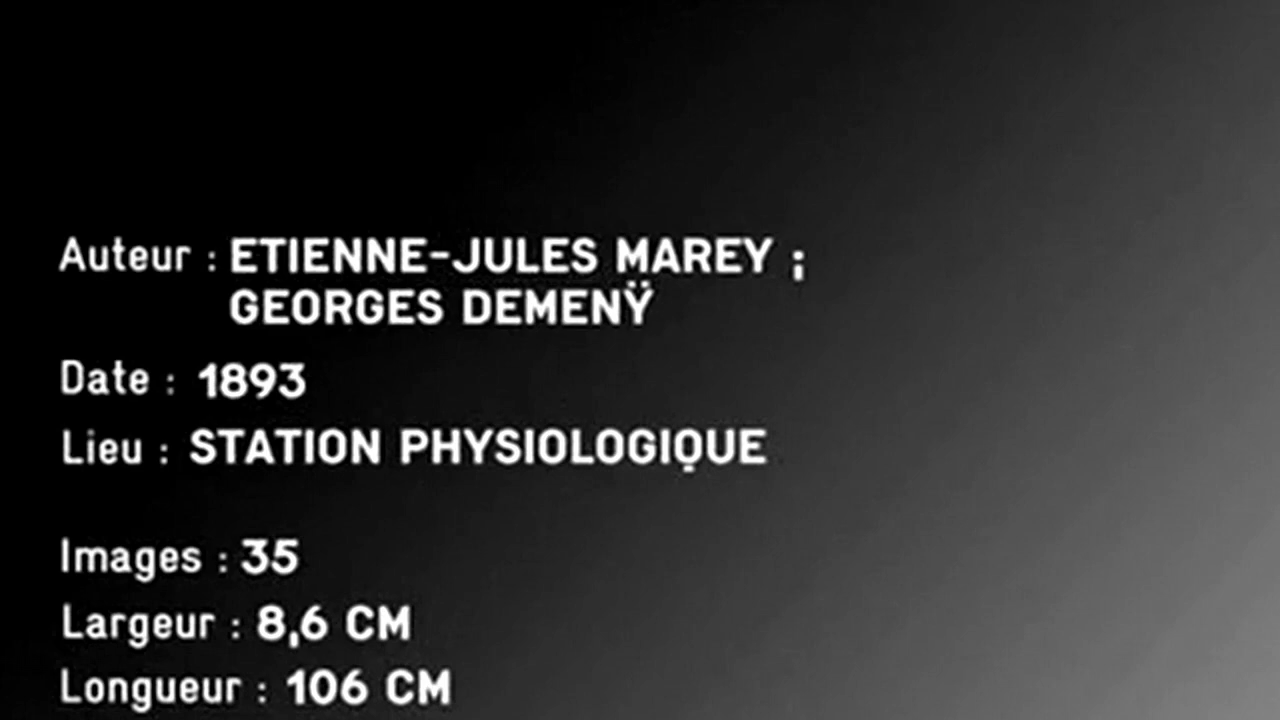 Auteur : ETIENNE-JULES MAREY ;
GEORGES DEMENŸ
Date : 1893
Lieu : STATION PHYSIOLOGIQUE
Images : 35
Largeur : 8,6 CM
Longueur : 106 CM